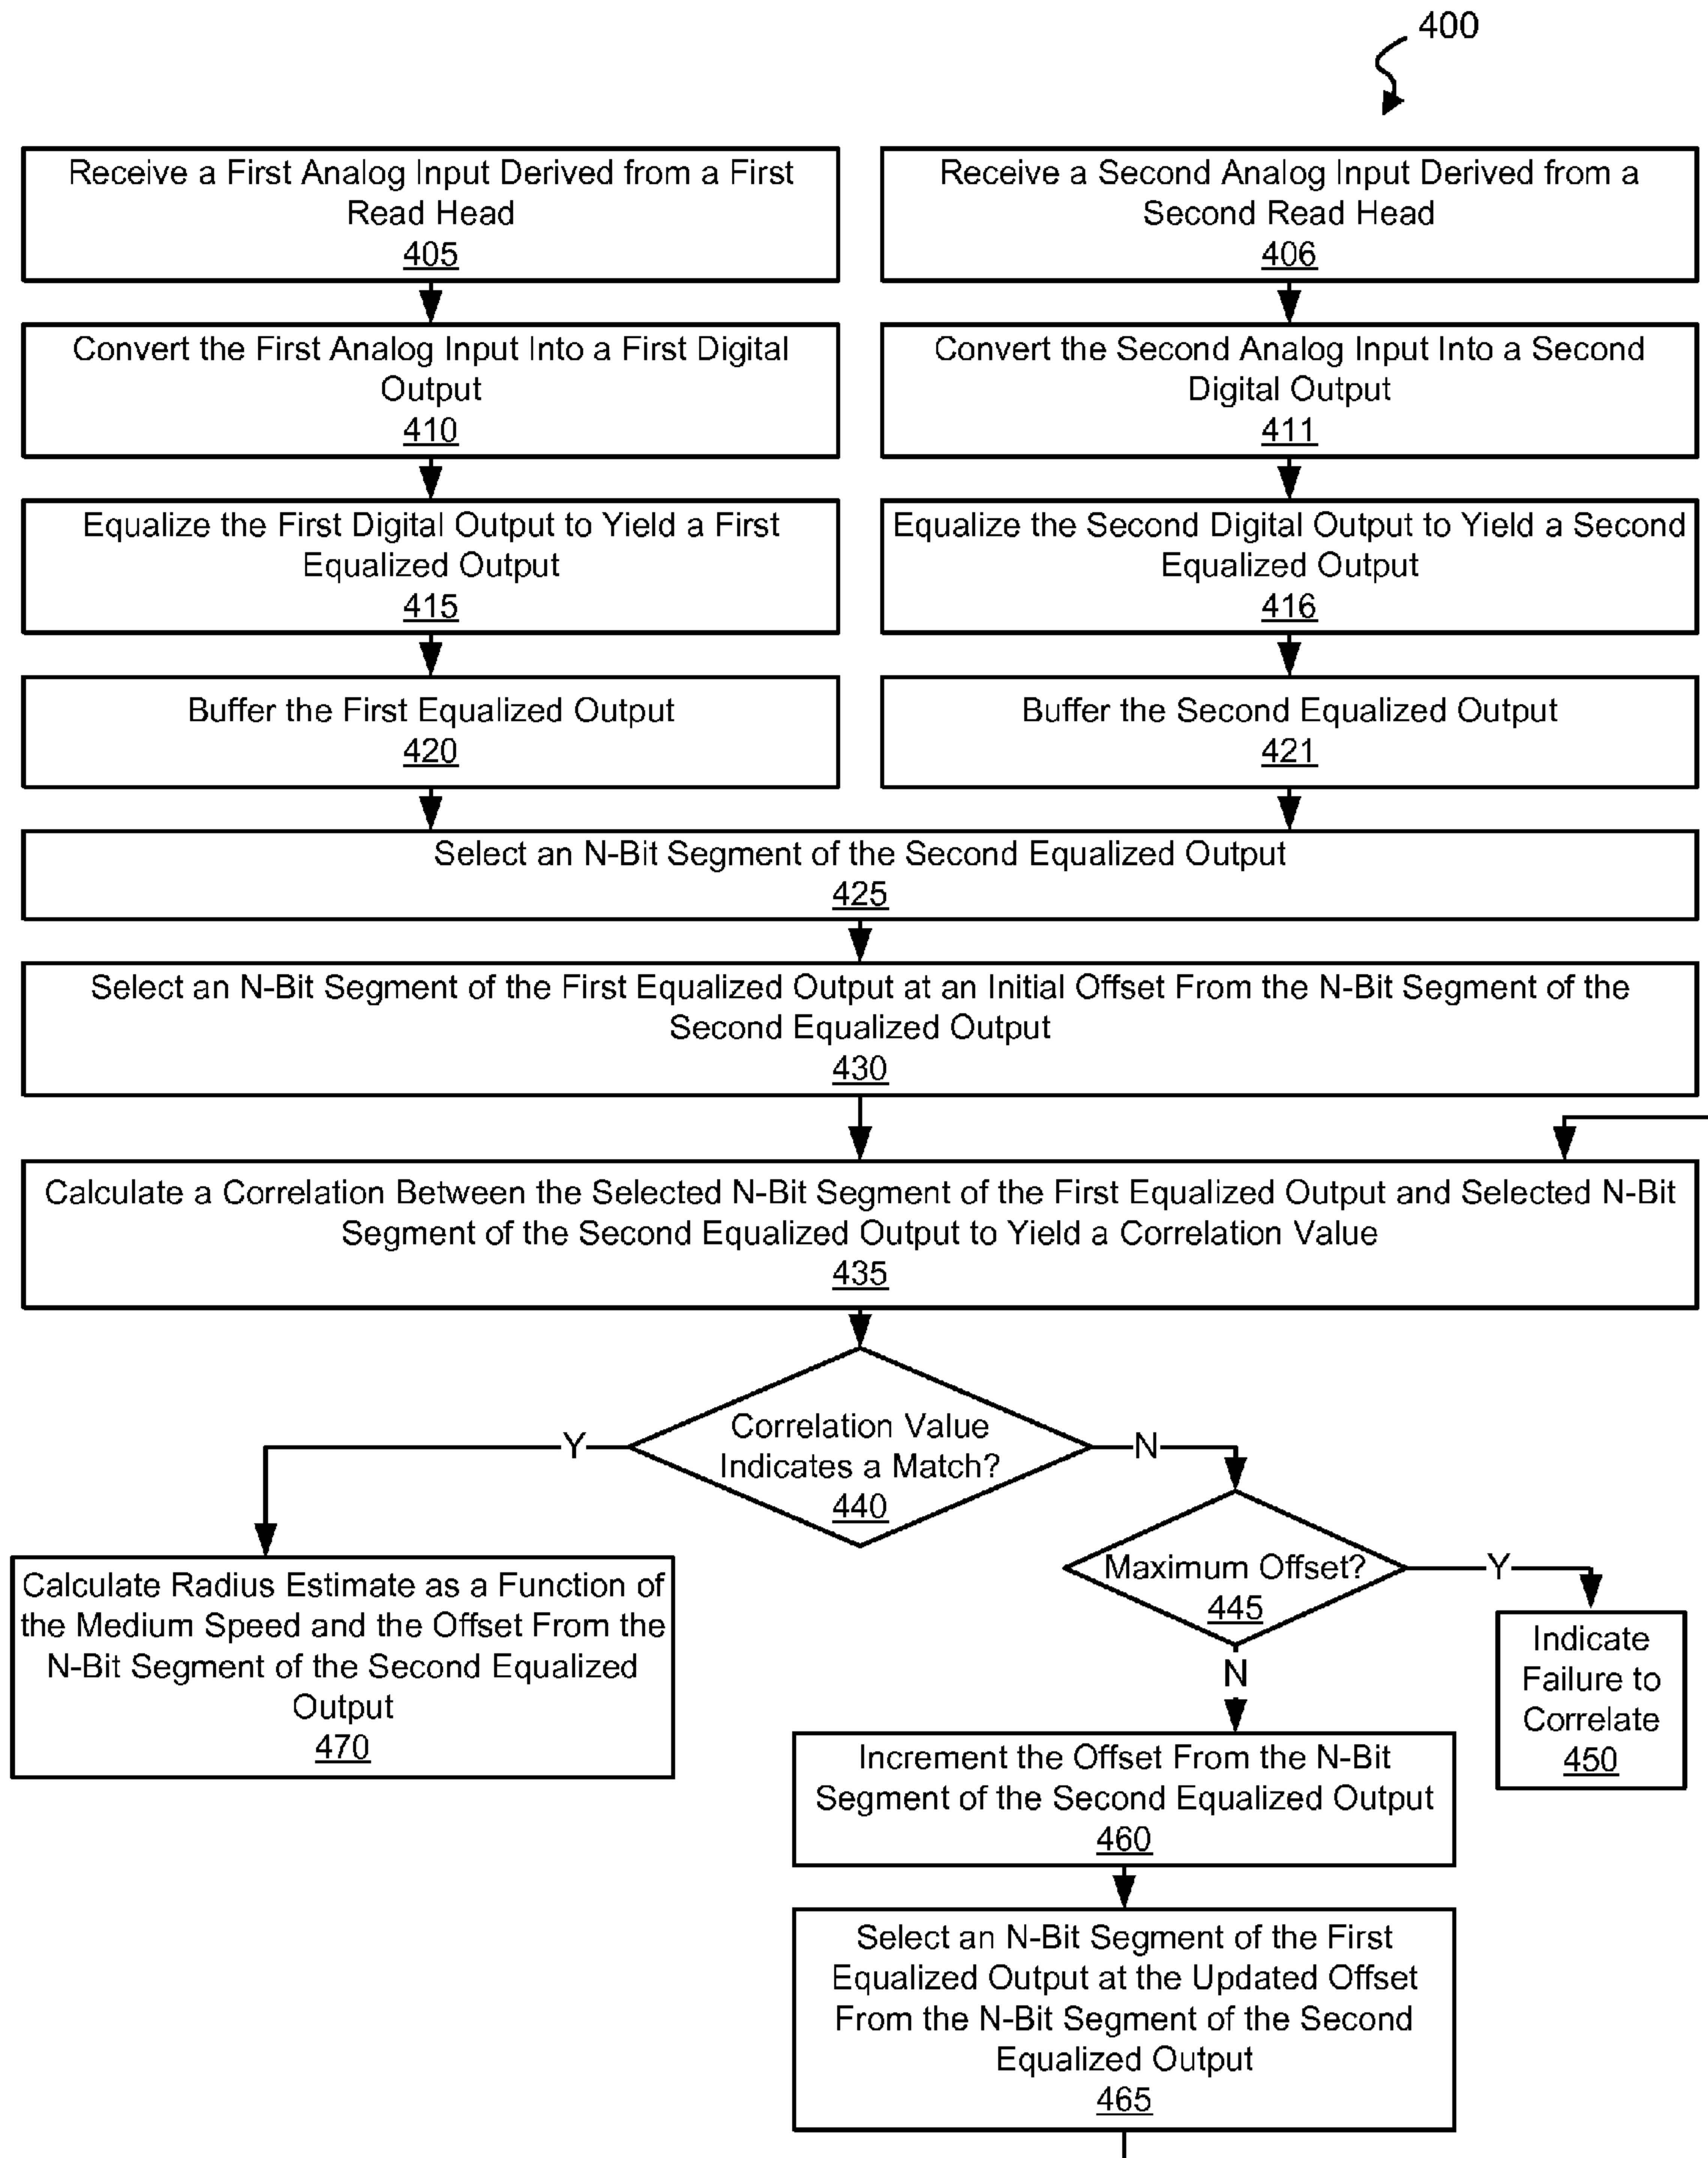 400
Receive a First Analog Input Derived from a First
Read Head
405
Receive a Second Analog Input Derived from a
Second Read Head
406
Convert the First Analog Input Into a First Digital
Output
410
Convert the Second Analog Input Into a Second
Digital Output
411
Equalize the First Digital Output to Yield a First
Equalized Output
415
Equalize the Second Digital Output to Yield a Second
Equalized Output
416
Buffer the First Equalized Output
420
Buffer the Second Equalized Output
421
Select an N-Bit Segment of the Second Equalized Output
425
Select an N-Bit Segment of the First Equalized Output at an Initial Offset From the N-Bit Segment of the
Second Equalized Output
430
Calculate a Correlation Between the Selected N-Bit Segment of the First Equalized Output and Selected N-Bit
Segment of the Second Equalized Output to Yield a Correlation Value
435
Correlation Value
Indicates a Match?
440
Y
N
Maximum Offset?
445
Y
N
Calculate Radius Estimate as a Function of
the Medium Speed and the Offset From the
N-Bit Segment of the Second Equalized
Output
470
Indicate
Failure to
Correlate
450
Increment the Offset From the N-Bit
Segment of the Second Equalized Output
460
Select an N-Bit Segment of the First
Equalized Output at the Updated Offset
From the N-Bit Segment of the Second
Equalized Output
465